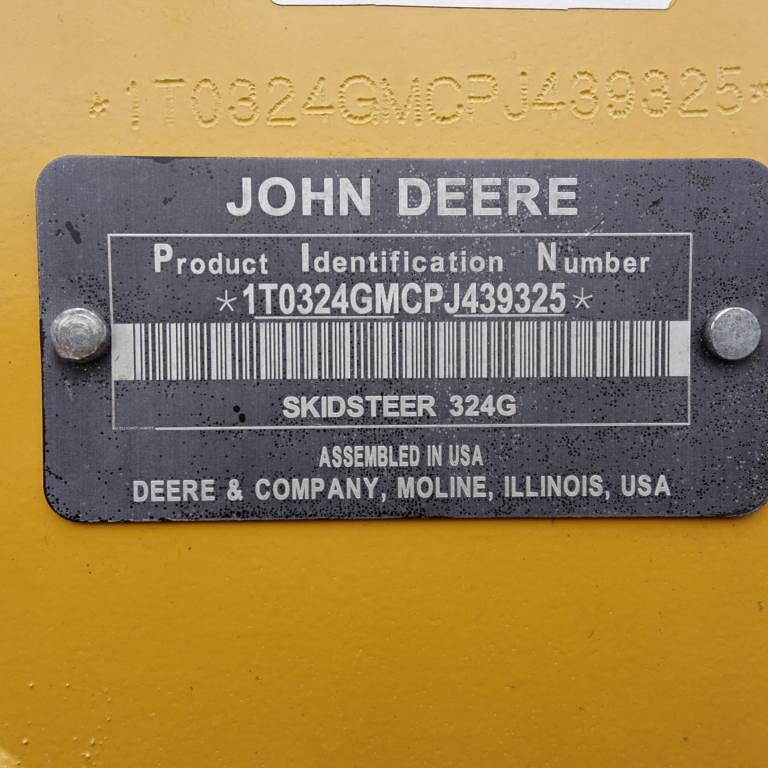 *1T0324GMCPJ439325*
JOHN DEERE
Product Identification Number
*1T0324GMCPJ439325*
SKIDSTEER 324G
ASSEMBLED IN USA
DEERE & COMPANY, MOLINE, ILLINOIS, USA